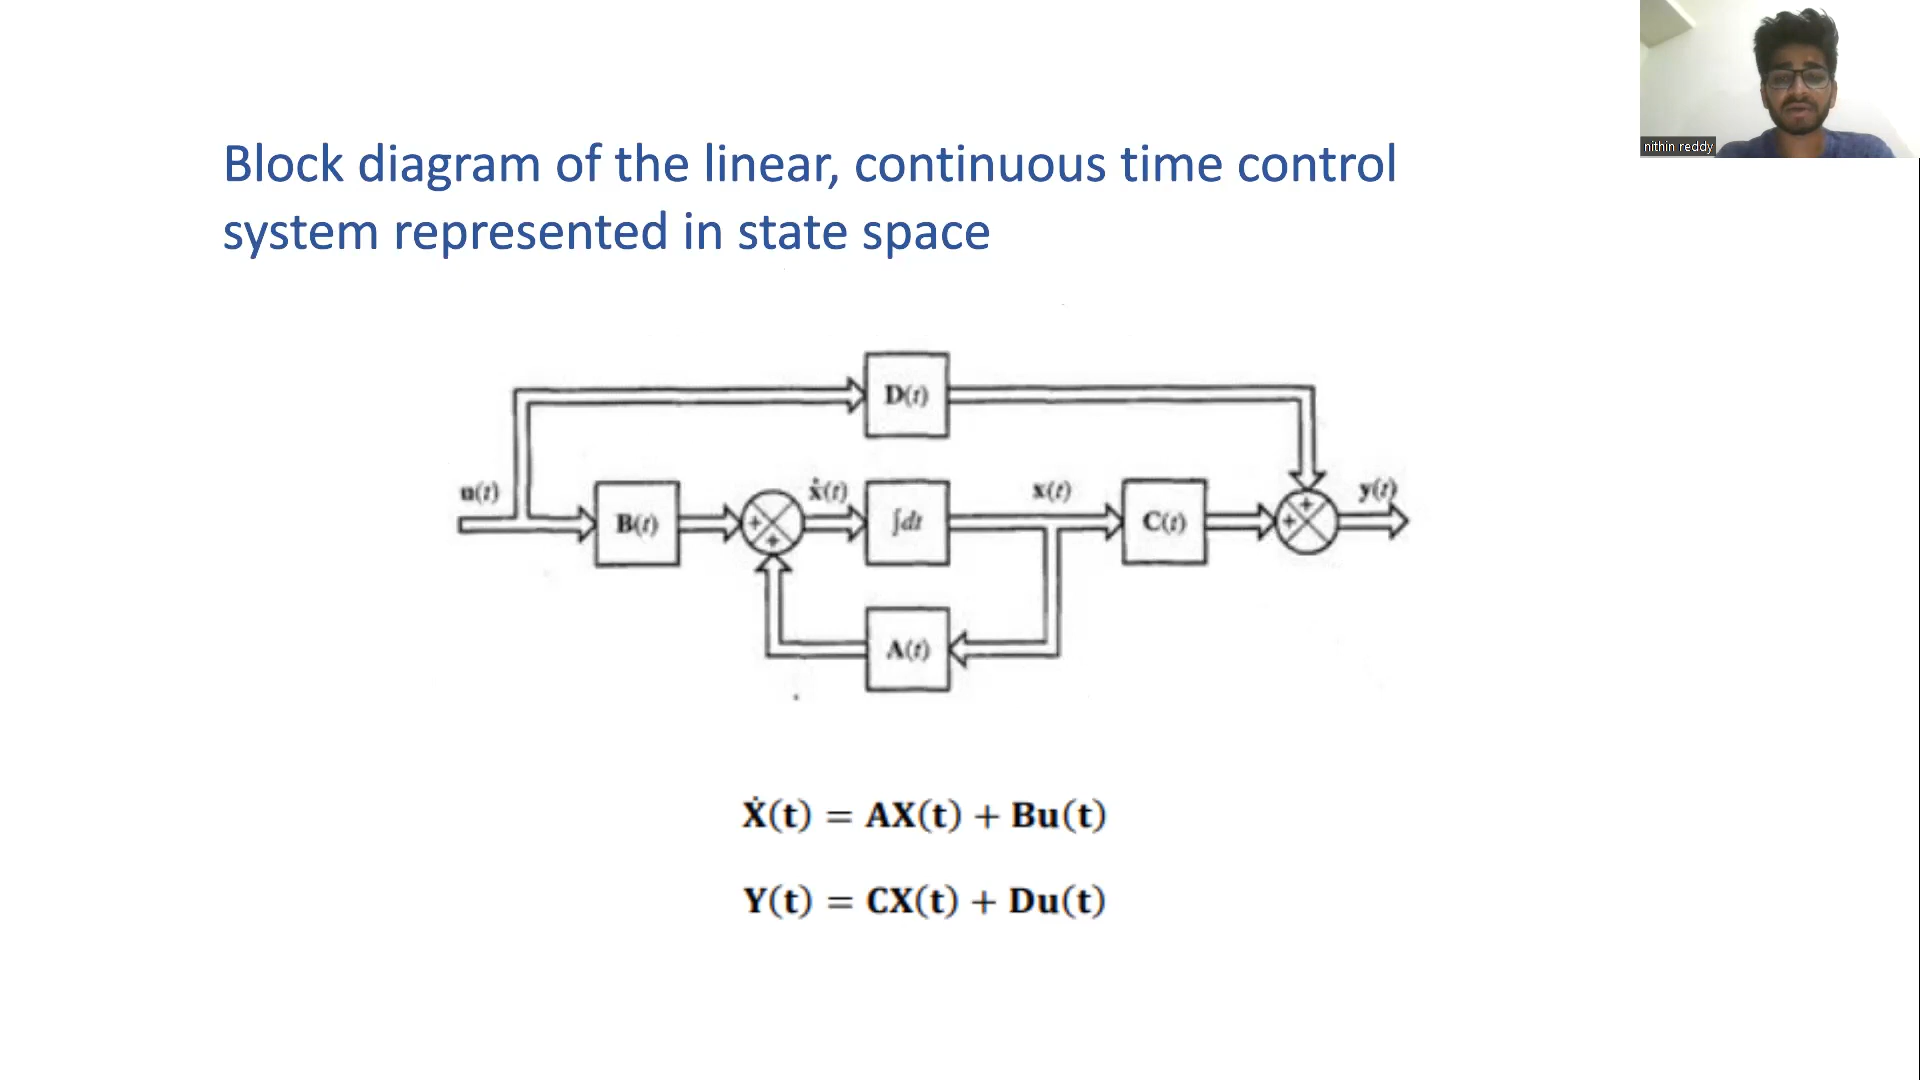 nithin reddy
Block diagram of the linear, continuous time control
system represented in state space
D(t)
u(t)
B(t)
+
+
ẋ(t)
∫dt
x(t)
C(t)
+
+
y(t)
A(t)
Ẋ(t) = AX(t) + Bu(t)
Y(t) = CX(t) + Du(t)